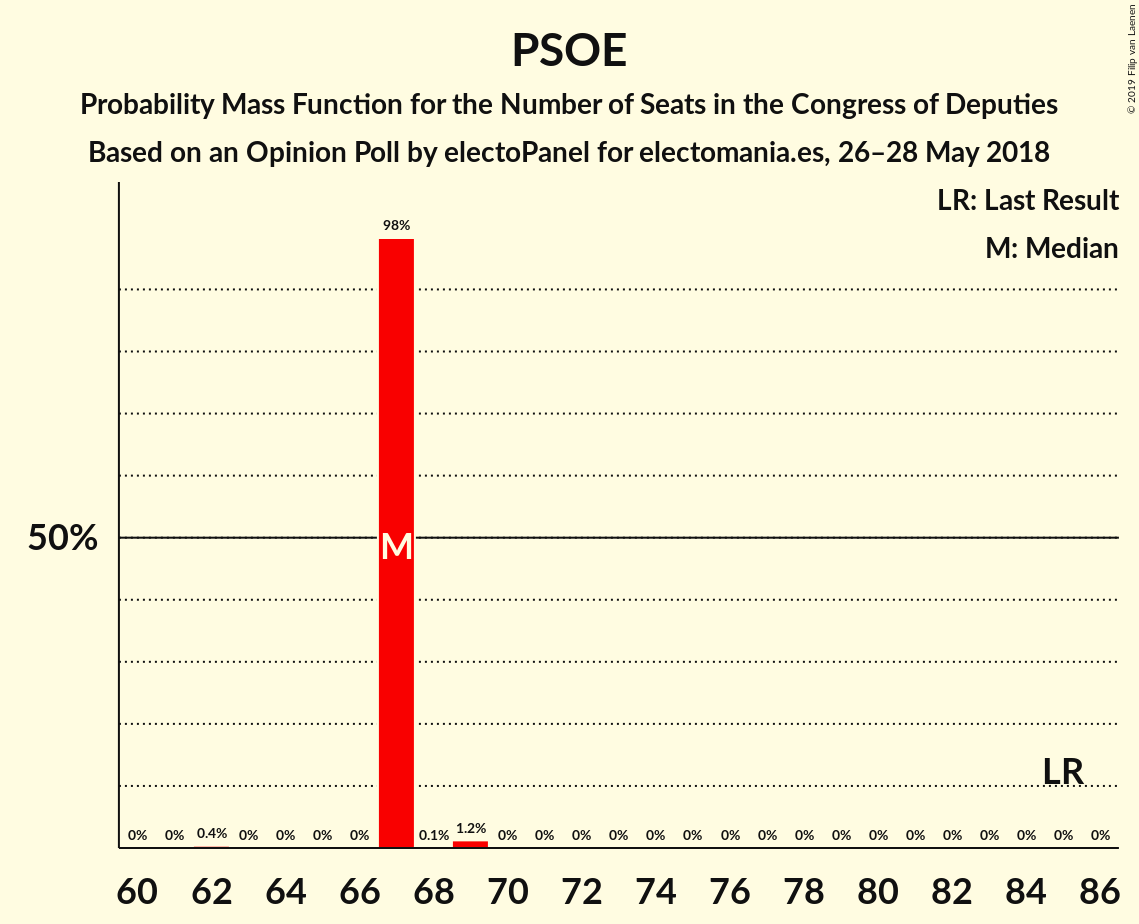 PSOE
Probability Mass Function for the Number of Seats in the Congress of Deputies
Based on an Opinion Poll by electoPanel for electomania.es, 26–28 May 2018
© 2019 Filip van Laenen
LR: Last Result
M: Median
98%
50%
M
LR
0% 0% 0.4% 0% 0% 0% 0% 0.1% 1.2% 0% 0% 0% 0% 0% 0% 0% 0% 0% 0% 0% 0% 0% 0% 0% 0% 0%
60 62 64 66 68 70 72 74 76 78 80 82 84 86